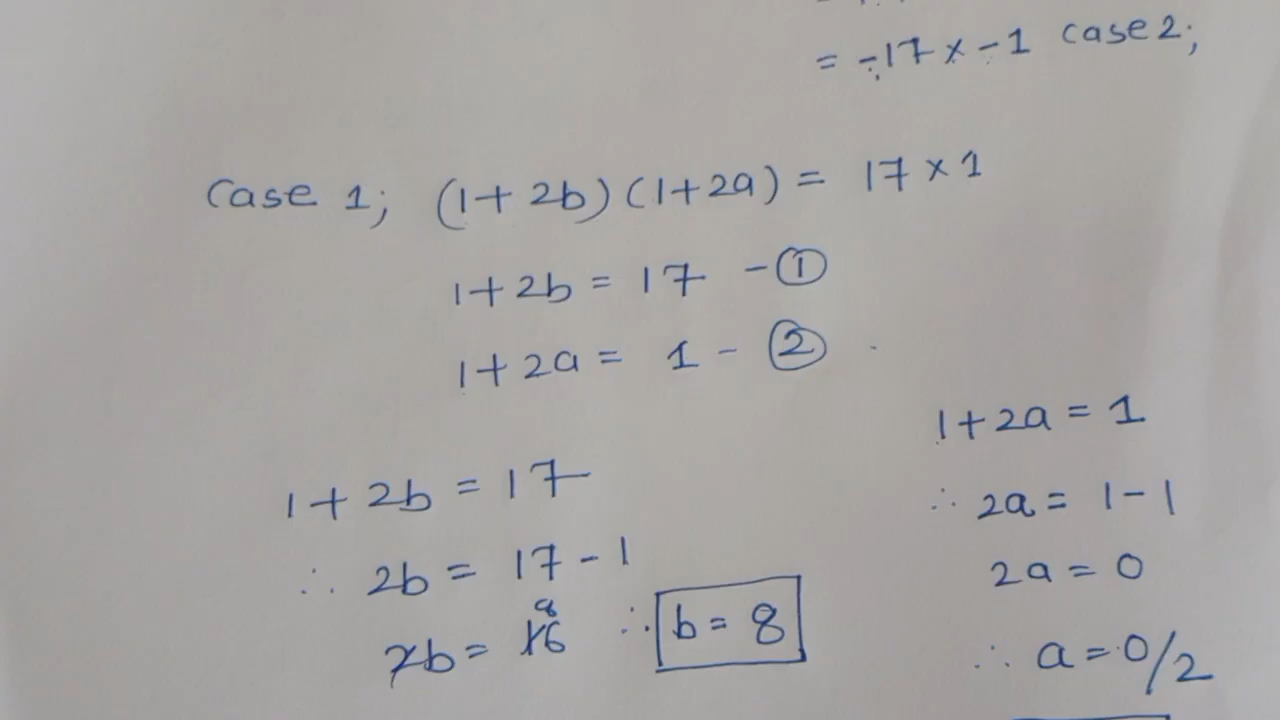 = -17 × -1 case 2;
Case 1; (1 + 2b) (1 + 2a) = 17 × 1
1 + 2b = 17 - ①
1 + 2a = 1 - ②
1 + 2b = 17
∴ 2b = 17 - 1
2b = 16 8
∴ b = 8
1 + 2a = 1
∴ 2a = 1 - 1
2a = 0
∴ a = 0/2